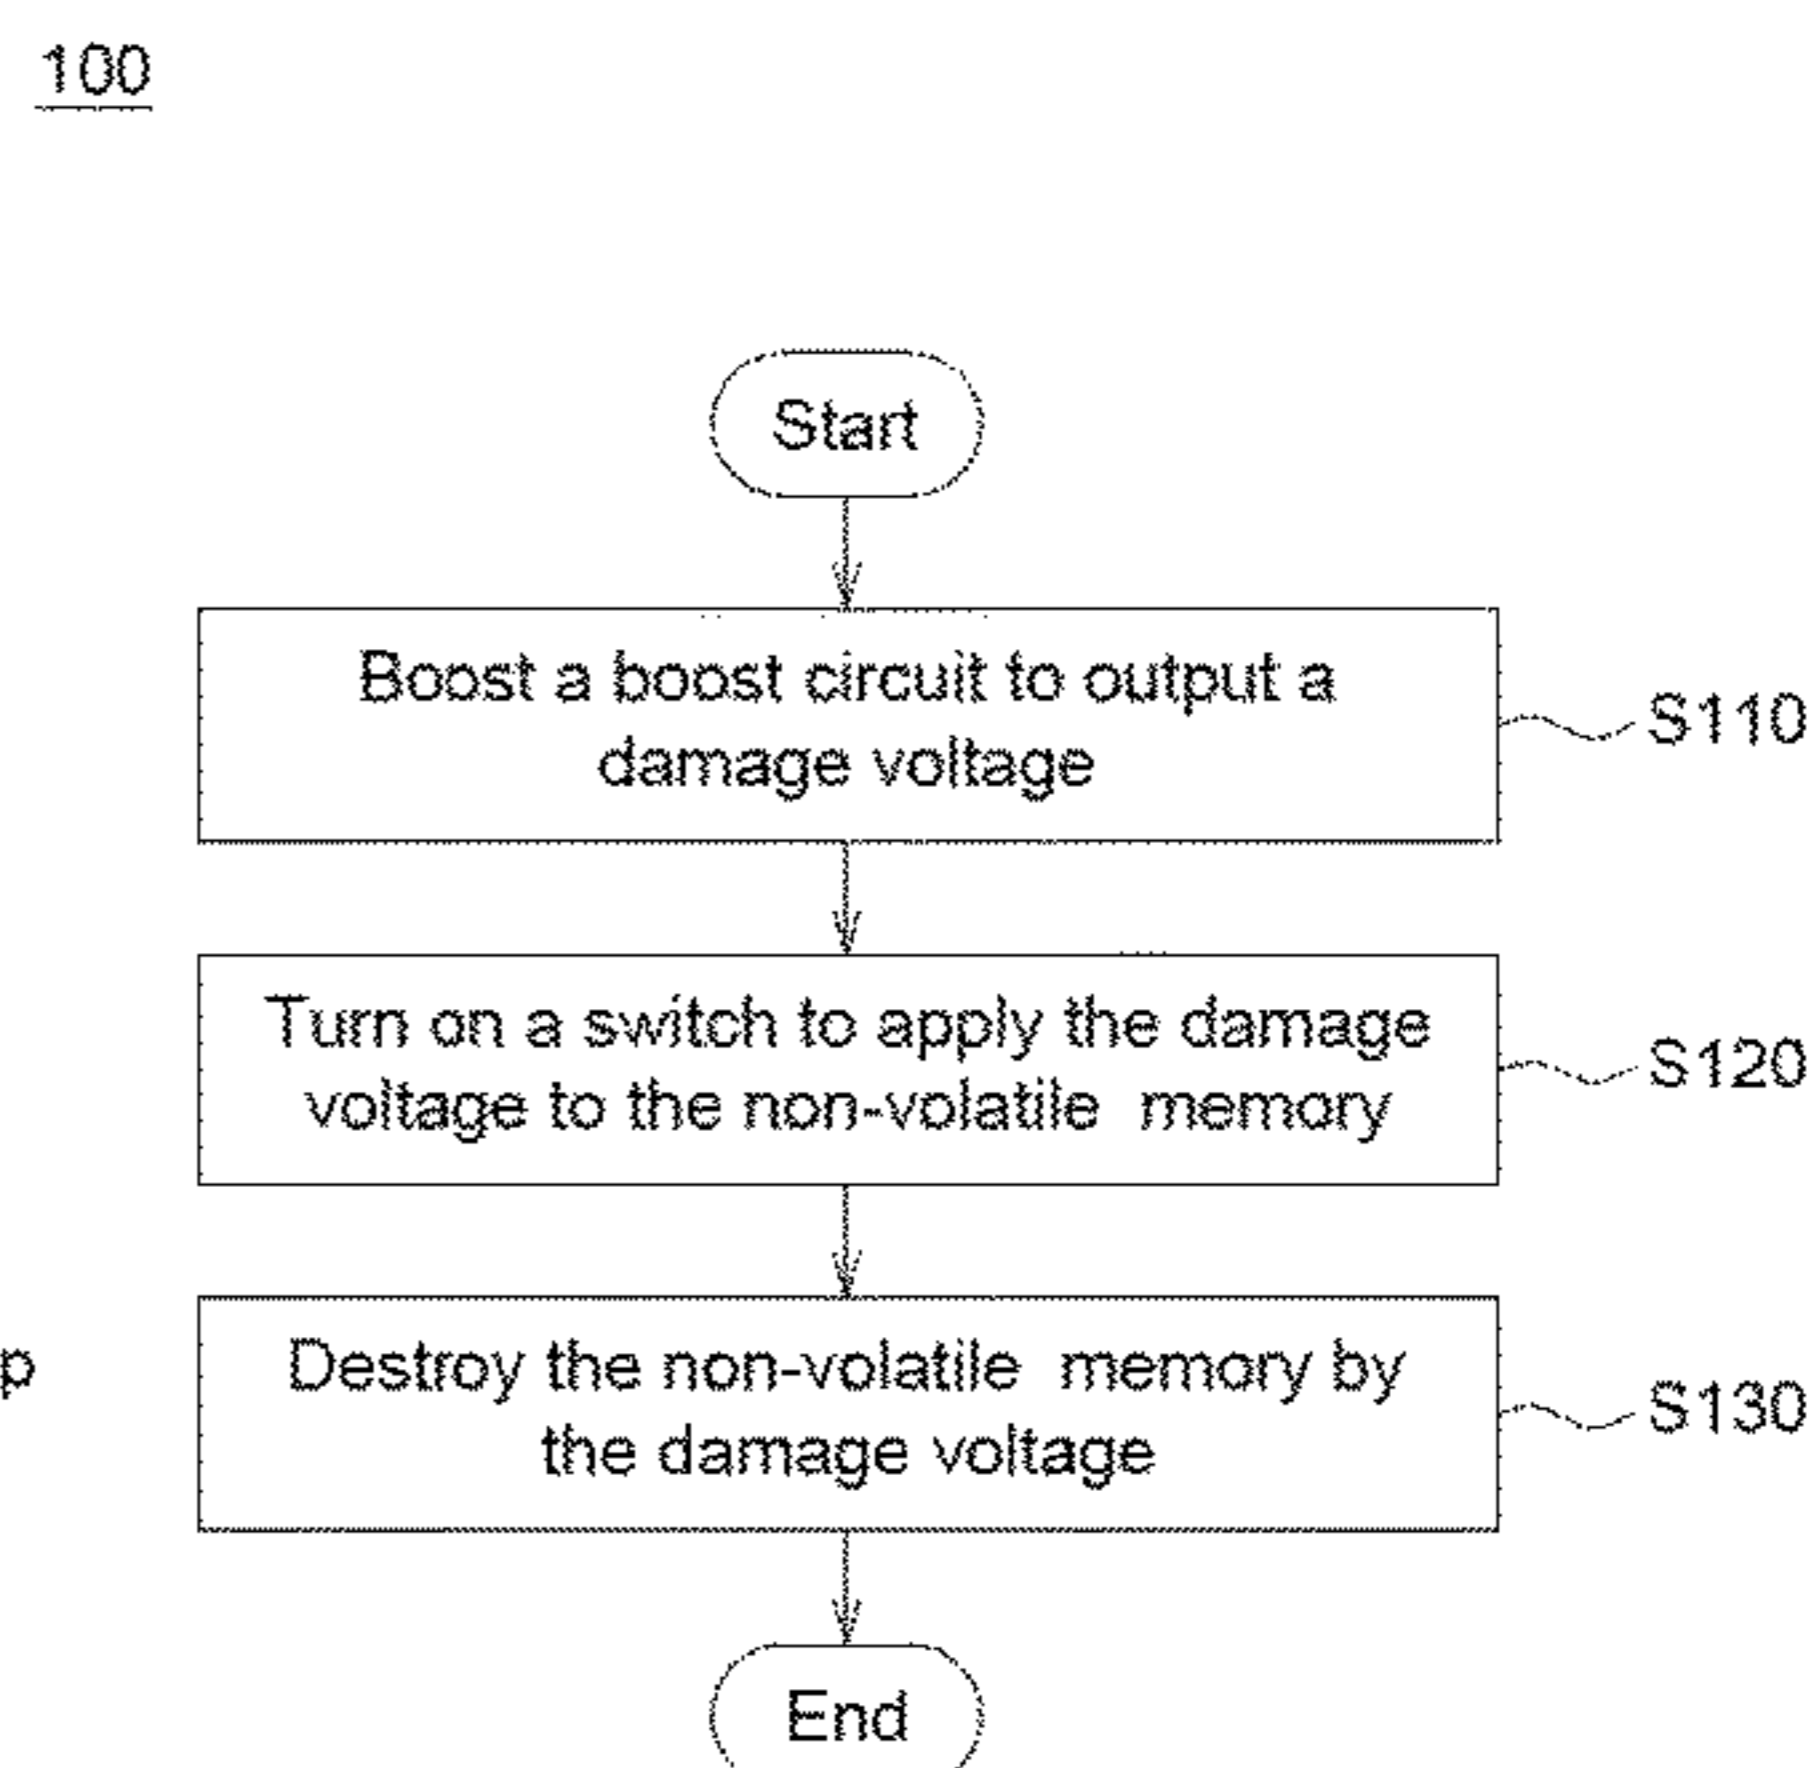 100
Start
Boost a boost circuit to output a
damage voltage
S110
Turn on a switch to apply the damage
voltage to the non-volatile memory
S120
p
Destroy the non-volatile memory by
the damage voltage
S130
End